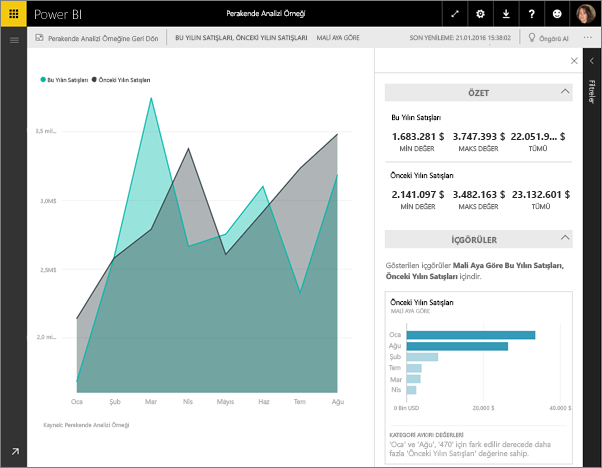 Power BI
Perakende Analizi Örneği
Perakende Analizi Örneğine Geri Dön
BU YILIN SATIŞLARI, ÖNCEKİ YILIN SATIŞLARI
MALİ AYA GÖRE
SON YENİLEME: 21.01.2016 15:38:02
Öngörü Al
Filtreler
Bu Yılın Satışları
Önceki Yılın Satışları
3,5 mil...
3,0M$
2,5M$
2,0 mil...
Oca
Şub
Mar
Nis
Mayıs
Haz
Tem
Ağu
Kaynak: Perakende Analizi Örneği
ÖZET
Bu Yılın Satışları
1.683.281 $
3.747.393 $
22.051.9... $
MİN DEĞER
MAKS DEĞER
TÜMÜ
Önceki Yılın Satışları
2.141.097 $
3.482.163 $
23.132.601 $
MİN DEĞER
MAKS DEĞER
TÜMÜ
İÇGÖRÜLER
Gösterilen içgörüler Mali Aya Göre Bu Yılın Satışları,
Önceki Yılın Satışları içindir.
Önceki Yılın Satışları
MALİ AYA GÖRE
Oca
Ağu
Şub
Tem
Mar
Nis
0 Bin USD
20.000 $
40.000 $
KATEGORİ AYKIRI DEĞERLERİ
'Oca' ve 'Ağu', '470' için fark edilir derecede daha
fazla 'Önceki Yılın Satışları' değerine sahip.